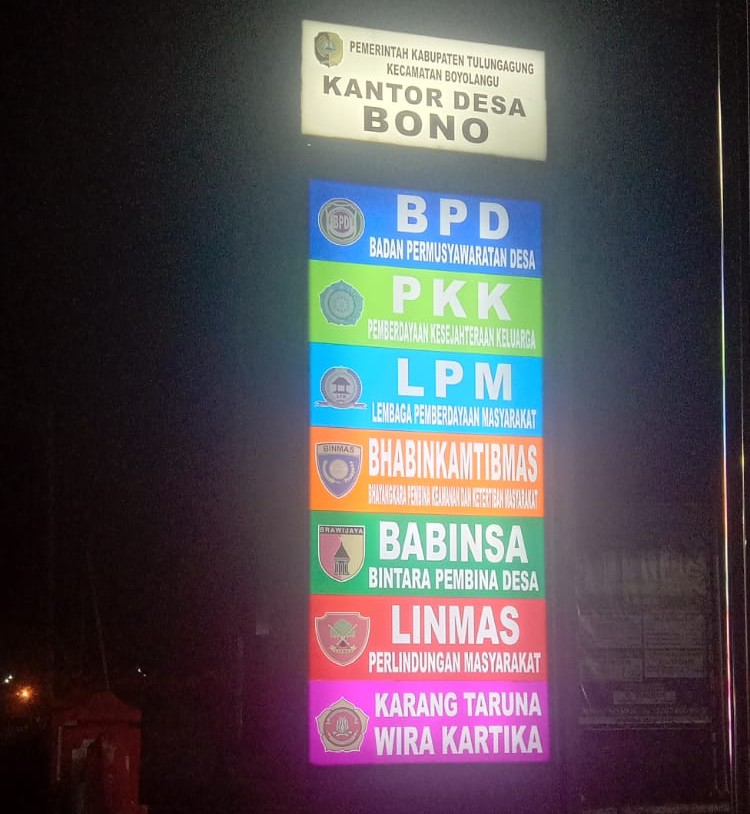 PEMERINTAH KABUPATEN TULUNGAGUNG
KECAMATAN BOYOLANGU
KANTOR DESA
BONO
BPD
BPD
BADAN PERMUSYAWARATAN DESA
PKK
PEMBERDAYAAN KESEJAHTERAAN KELUARGA
LPM
LEMBAGA PEMBERDAYAAN MASYARAKAT
BINMAS
BHABINKAMTIBMAS
BHAYANGKARA PEMBINA KEAMANAN DAN KETERTIBAN MASYARAKAT
BRAWIJAYA
BABINSA
BINTARA PEMBINA DESA
LINMAS
PERLINDUNGAN MASYARAKAT
KARANG TARUNA
WIRA KARTIKA